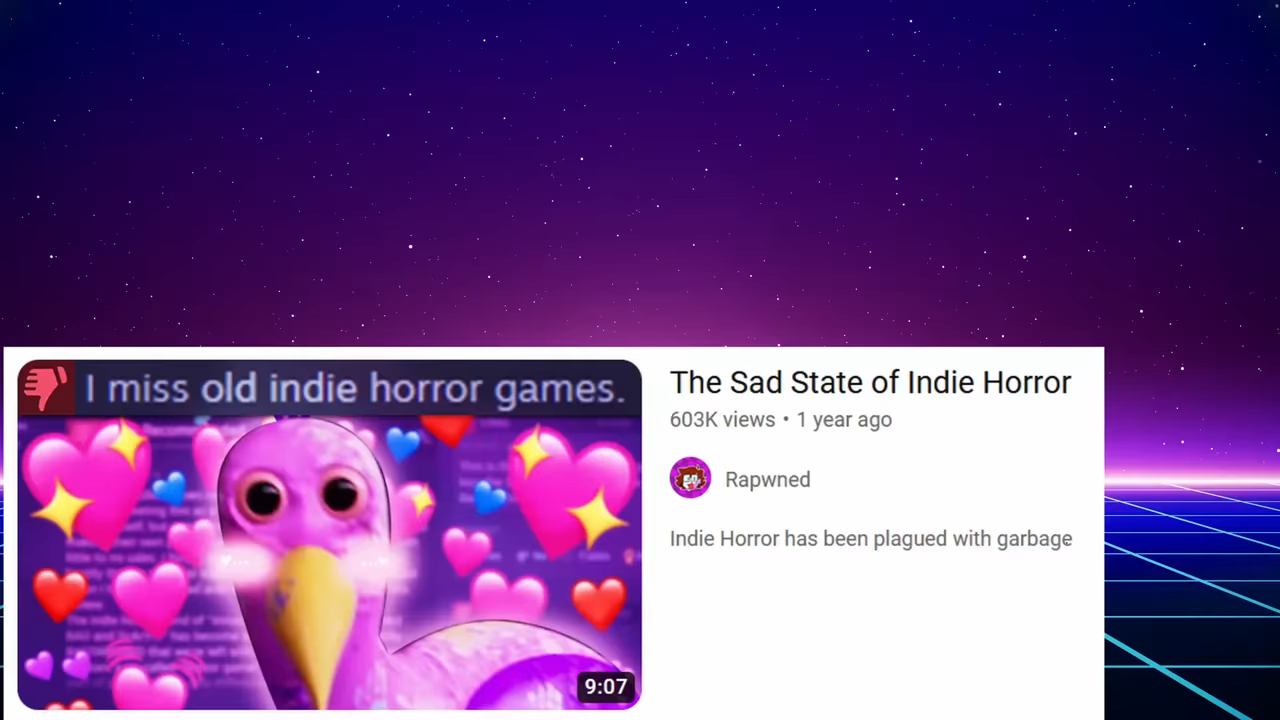 I miss old indie horror games.
The Sad State of Indie Horror
603K views • 1 year ago
Rapwned
Indie Horror has been plagued with garbage
9:07